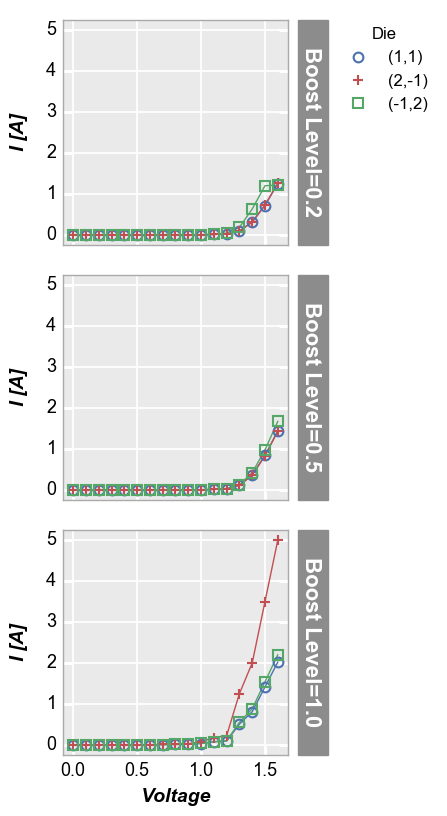 Die
(1,1)
(2,-1)
(-1,2)
5
4
3
2
1
0
I [A]
Boost Level=0.2
5
4
3
2
1
0
I [A]
Boost Level=0.5
5
4
3
2
1
0
I [A]
Boost Level=1.0
0.0 0.5 1.0 1.5
Voltage